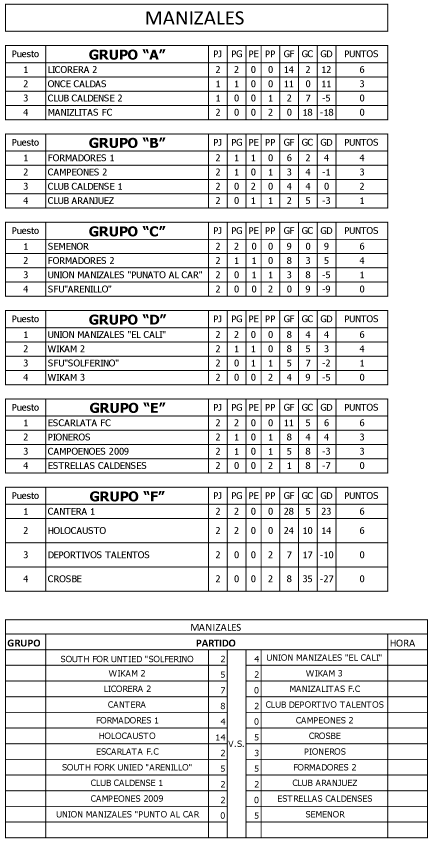 MANIZALES
Puesto GRUPO "A" PJ PG PE PP GF GC GD PUNTOS
1 LICORERA 2 2 2 0 0 14 2 12 6
2 ONCE CALDAS 1 1 0 0 11 0 11 3
3 CLUB CALDENSE 2 1 0 0 1 2 7 -5 0
4 MANIZLITAS FC 2 0 0 2 0 18 -18 0
Puesto GRUPO "B" PJ PG PE PP GF GC GD PUNTOS
1 FORMADORES 1 2 1 1 0 6 2 4 4
2 CAMPEONES 2 2 1 0 1 3 4 -1 3
3 CLUB CALDENSE 1 2 0 2 0 4 4 0 2
4 CLUB ARANJUEZ 2 0 1 1 2 5 -3 1
Puesto GRUPO "C" PJ PG PE PP GF GC GD PUNTOS
1 SEMENOR 2 2 0 0 9 0 9 6
2 FORMADORES 2 2 1 1 0 8 3 5 4
3 UNION MANIZALES "PUNATO AL CAR" 2 0 1 1 3 8 -5 1
4 SFU"ARENILLO" 2 0 0 2 0 9 -9 0
Puesto GRUPO "D" PJ PG PE PP GF GC GD PUNTOS
1 UNION MANIZALES "EL CALI" 2 2 0 0 8 4 4 6
2 WIKAM 2 2 1 1 0 8 5 3 4
3 SFU"SOLFERINO" 2 0 1 1 5 7 -2 1
4 WIKAM 3 2 0 0 2 4 9 -5 0
Puesto GRUPO "E" PJ PG PE PP GF GC GD PUNTOS
1 ESCARLATA FC 2 2 0 0 11 5 6 6
2 PIONEROS 2 1 0 1 8 4 4 3
3 CAMPOENOES 2009 2 1 0 1 5 8 -3 3
4 ESTRELLAS CALDENSES 2 0 0 2 1 8 -7 0
Puesto GRUPO "F" PJ PG PE PP GF GC GD PUNTOS
1 CANTERA 1 2 2 0 0 28 5 23 6
2 HOLOCAUSTO 2 2 0 0 24 10 14 6
3 DEPORTIVOS TALENTOS 2 0 0 2 7 17 -10 0
4 CROSBE 2 0 0 2 8 35 -27 0
MANIZALES
GRUPO PARTIDO HORA
SOUTH FOR UNTIED "SOLFERINO 2 4 UNION MANIZALES "EL CALI"
WIKAM 2 5 2 WIKAM 3
LICORERA 2 7 0 MANIZALITAS F.C
CANTERA 8 2 CLUB DEPORTIVO TALENTOS
FORMADORES 1 4 0 CAMPEONES 2
HOLOCAUSTO 14 V.S. 5 CROSBE
ESCARLATA F.C 2 3 PIONEROS
SOUTH FORK UNIED "ARENILLO" 5 5 FORMADORES 2
CLUB CALDENSE 1 2 2 CLUB ARANJUEZ
CAMPEONES 2009 2 0 ESTRELLAS CALDENSES
UNION MANIZALES "PUNTO AL CAR 0 5 SEMENOR